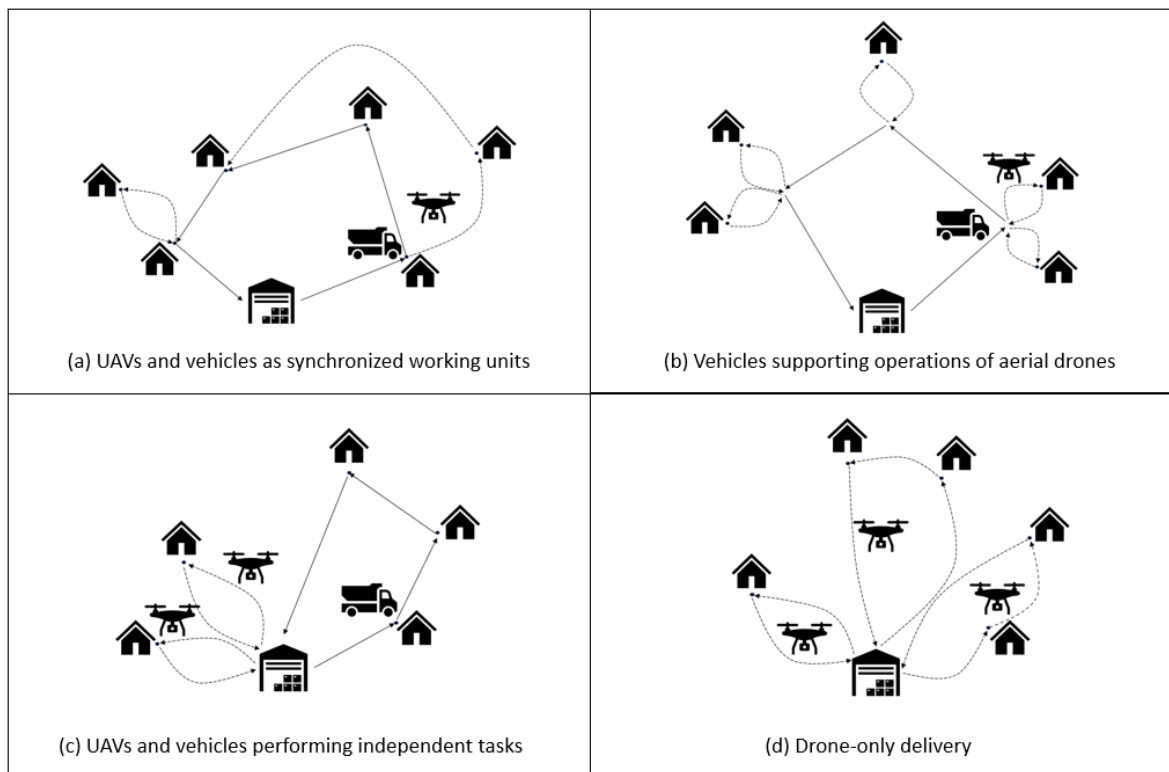 (a) UAVs and vehicles as synchronized working units
(b) Vehicles supporting operations of aerial drones
(c) UAVs and vehicles performing independent tasks
(d) Drone-only delivery